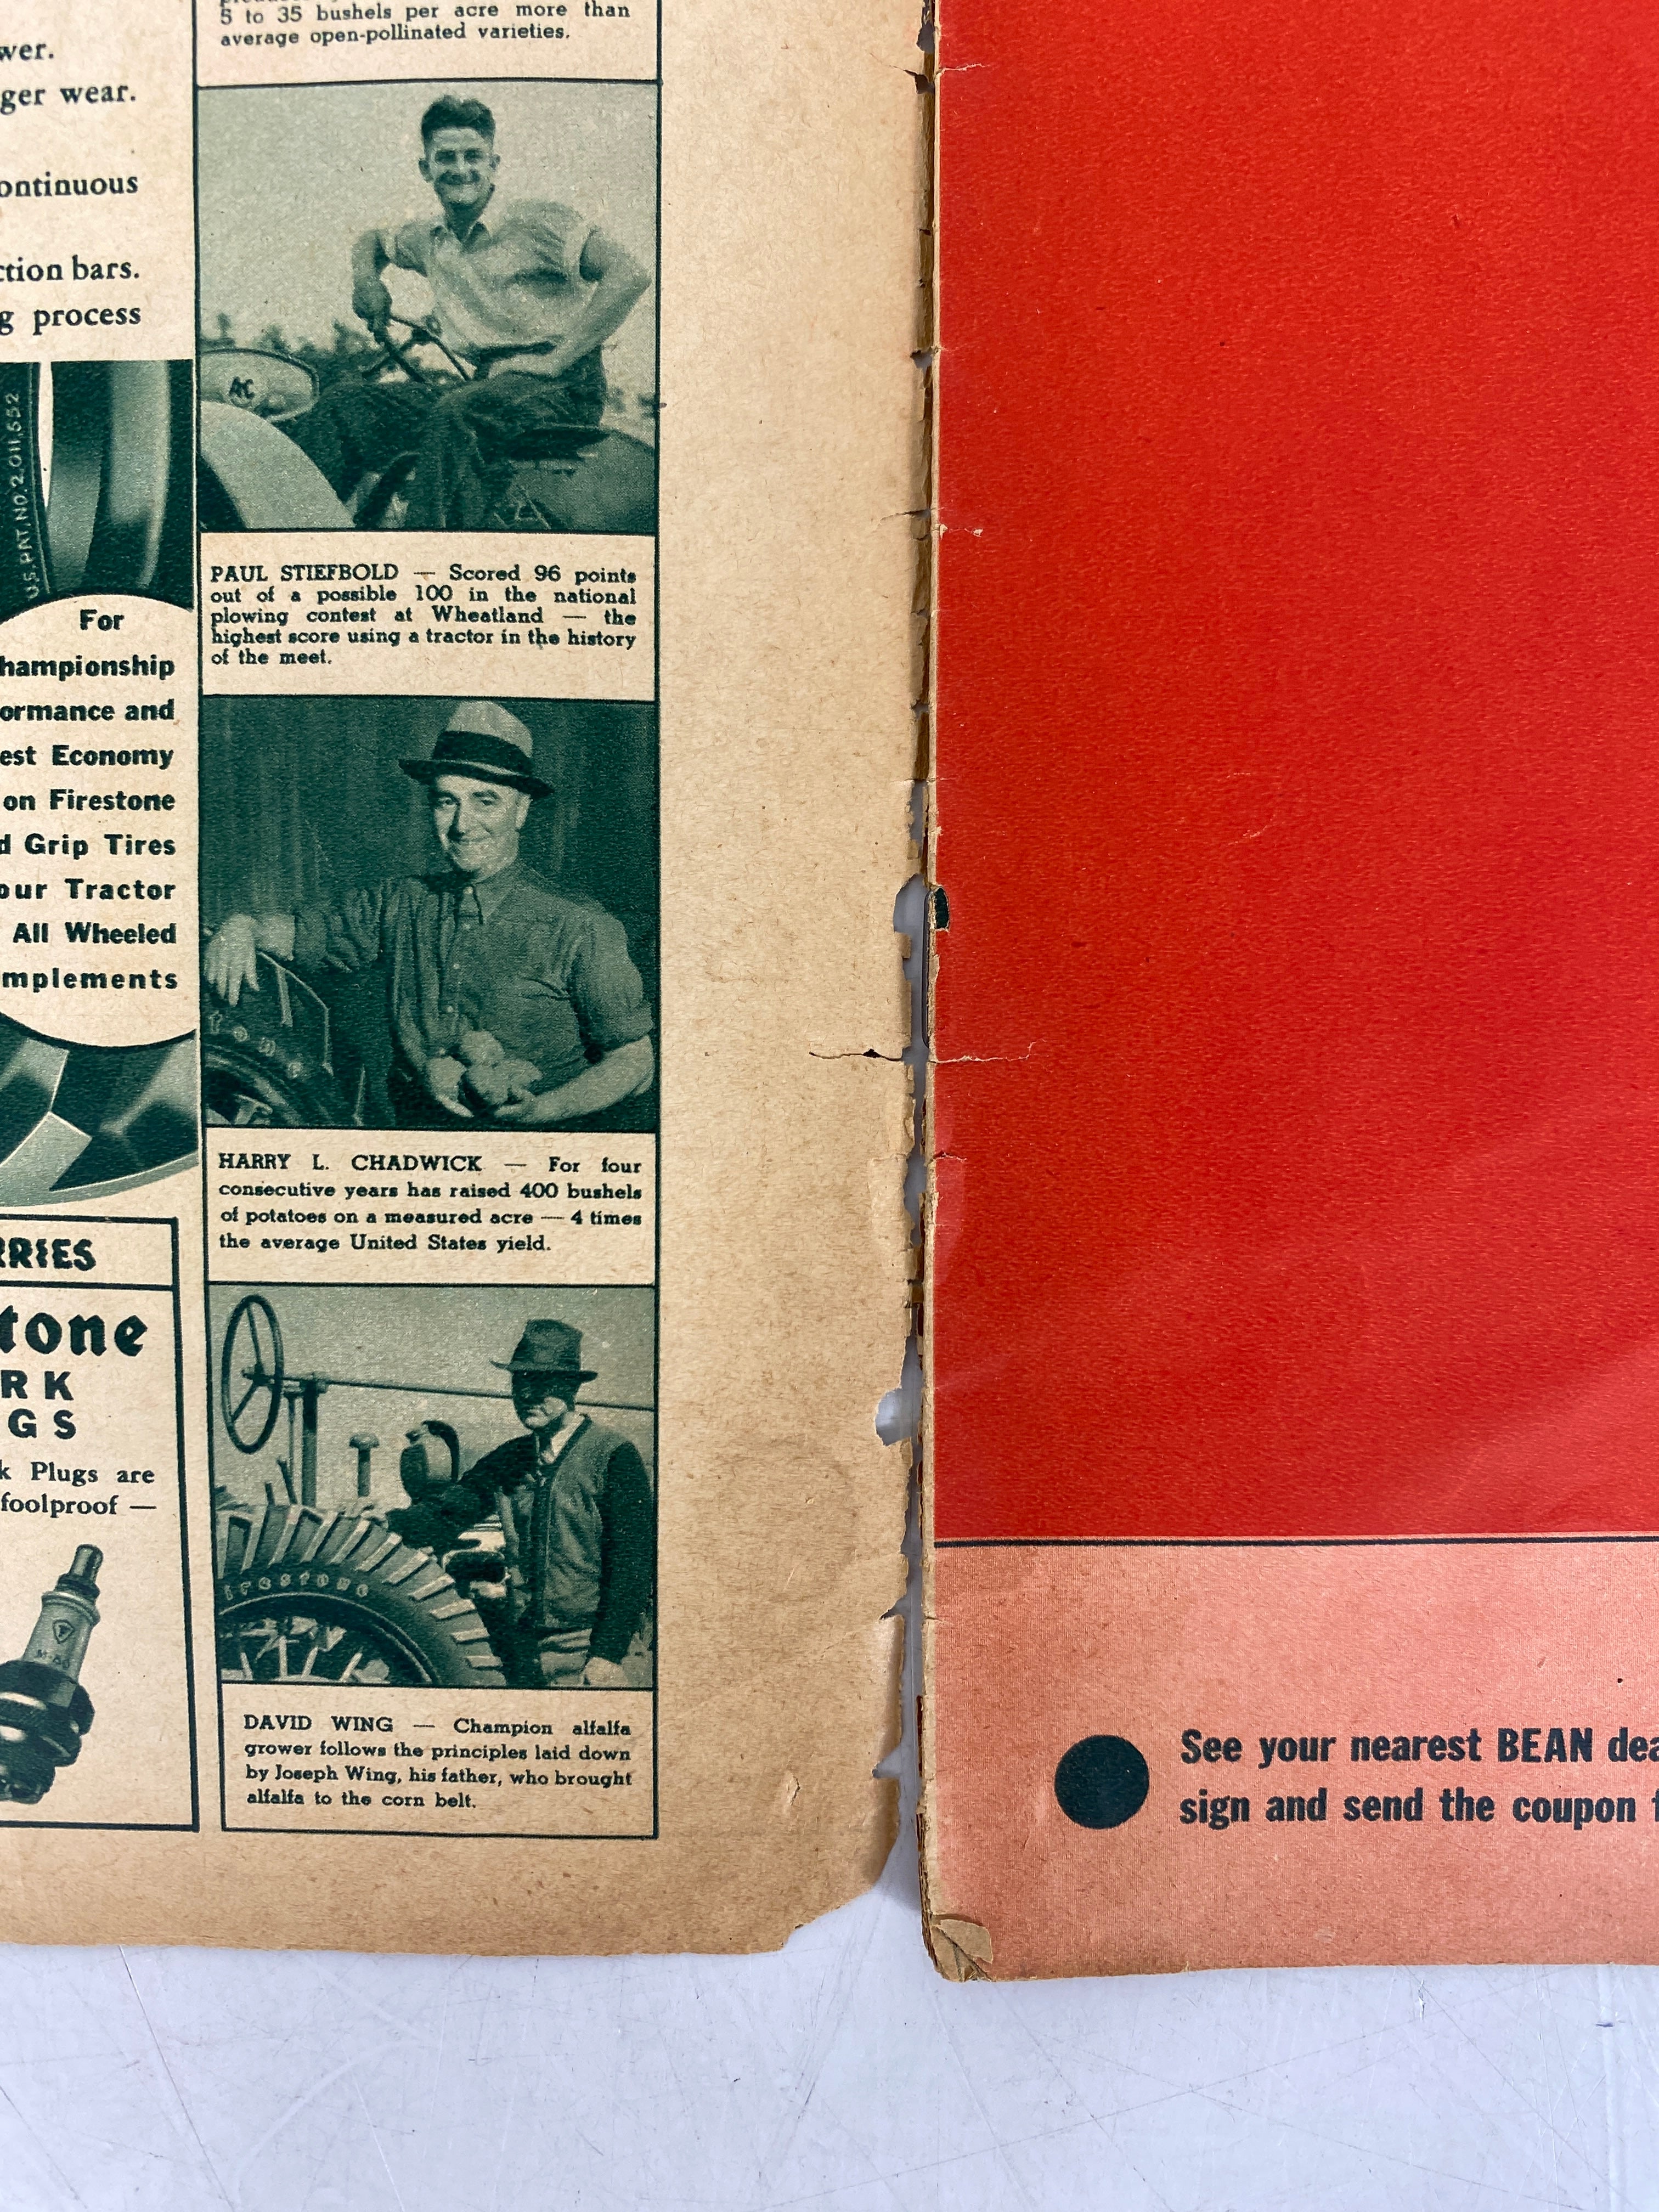 wer.
ger wear.
ontinuous
ction bars.
g process
U.S. PAT. NO. 2,011,552
For
hampionship
ormance and
est Economy
on Firestone
d Grip Tires
our Tractor
All Wheeled
mplements
RRIES
tone
RK
GS
k Plugs are
foolproof —
5 to 35 bushels per acre more than
average open-pollinated varieties.
AC
PAUL STIEFBOLD — Scored 96 points
out of a possible 100 in the national
plowing contest at Wheatland — the
highest score using a tractor in the history
of the meet.
HARRY L. CHADWICK — For four
consecutive years has raised 400 bushels
of potatoes on a measured acre — 4 times
the average United States yield.
FIRESTONE
DAVID WING — Champion alfalfa
grower follows the principles laid down
by Joseph Wing, his father, who brought
alfalfa to the corn belt.
See your nearest BEAN dea
sign and send the coupon f